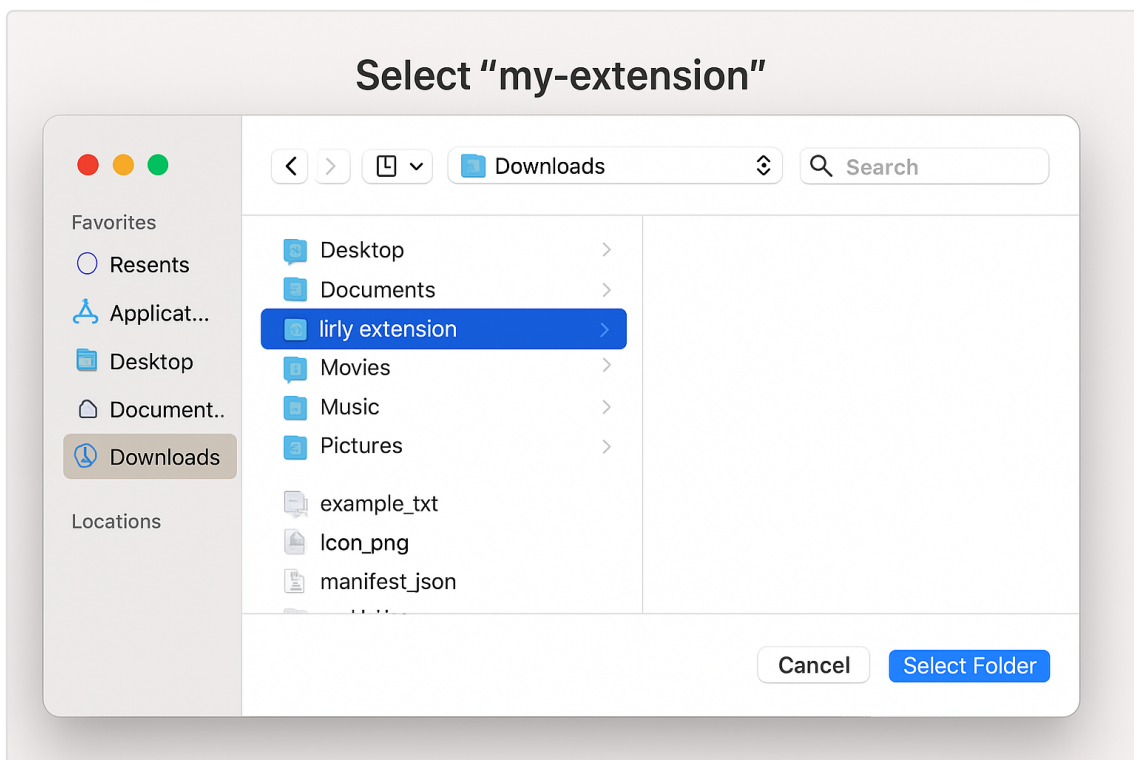 Select “my-extension”
Downloads
Search
Favorites
Resents
Applicat...
Desktop
Document..
Downloads
Locations
Desktop
Documents
lirly extension
Movies
Music
Pictures
example_txt
Icon_png
manifest_json
Cancel
Select Folder